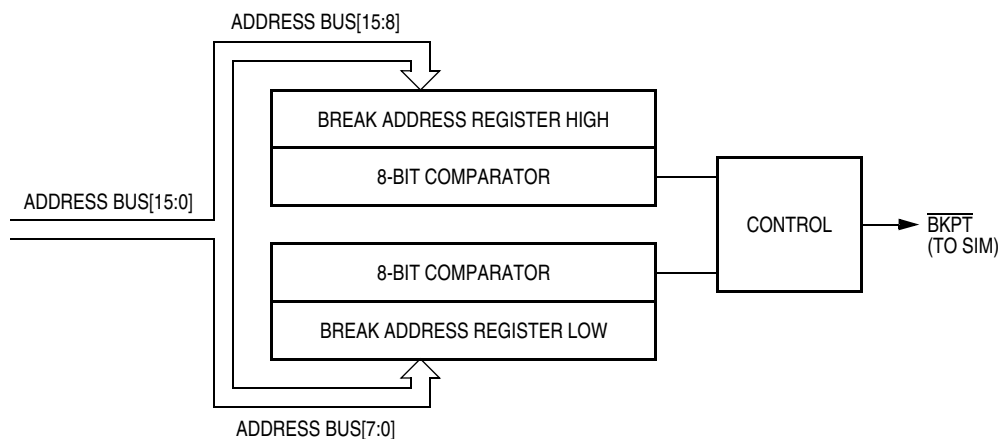 ADDRESS BUS[15:8]
BREAK ADDRESS REGISTER HIGH
8-BIT COMPARATOR
ADDRESS BUS[15:0]
CONTROL
BKPT
(TO SIM)
8-BIT COMPARATOR
BREAK ADDRESS REGISTER LOW
ADDRESS BUS[7:0]